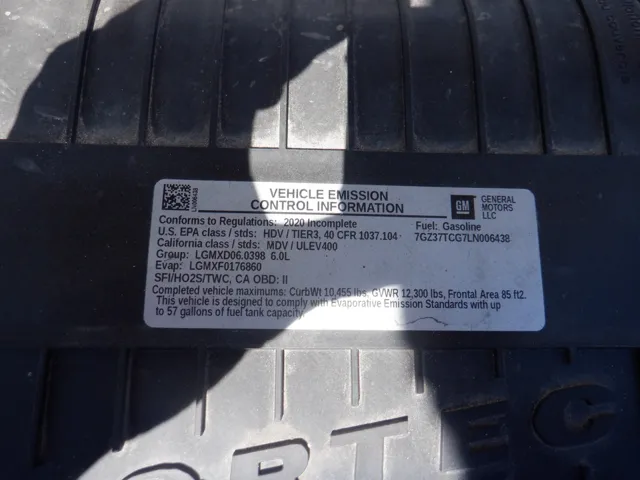 VEHICLE EMISSION
CONTROL INFORMATION
GM
GENERAL
MOTORS
LLC
LN006438
Conforms to Regulations: 2020 Incomplete
Fuel: Gasoline
U.S. EPA class / stds: HDV / TIER3, 40 CFR 1037.104
7GZ37TCG7LN006438
California class / stds: MDV / ULEV400
Group: LGMXD06.0398 6.0L
Evap: LGMXF0176860
SFI/HO2S/TWC, CA OBD: II
Completed vehicle maximums: CurbWt 10,455 lbs, GVWR 12,300 lbs, Frontal Area 85 ft2.
This vehicle is designed to comply with Evaporative Emission Standards with up
to 57 gallons of fuel tank capacity.
ORTEC